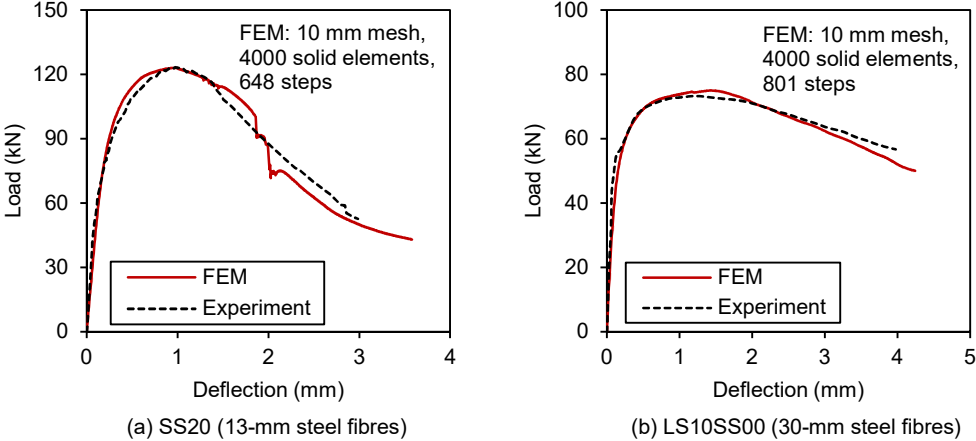 150
120
90
60
30
0
Load (kN)
FEM: 10 mm mesh,
4000 solid elements,
648 steps
FEM
Experiment
0 1 2 3 4
Deflection (mm)
(a) SS20 (13-mm steel fibres)
100
80
60
40
20
0
Load (kN)
FEM: 10 mm mesh,
4000 solid elements,
801 steps
FEM
Experiment
0 1 2 3 4 5
Deflection (mm)
(b) LS10SS00 (30-mm steel fibres)